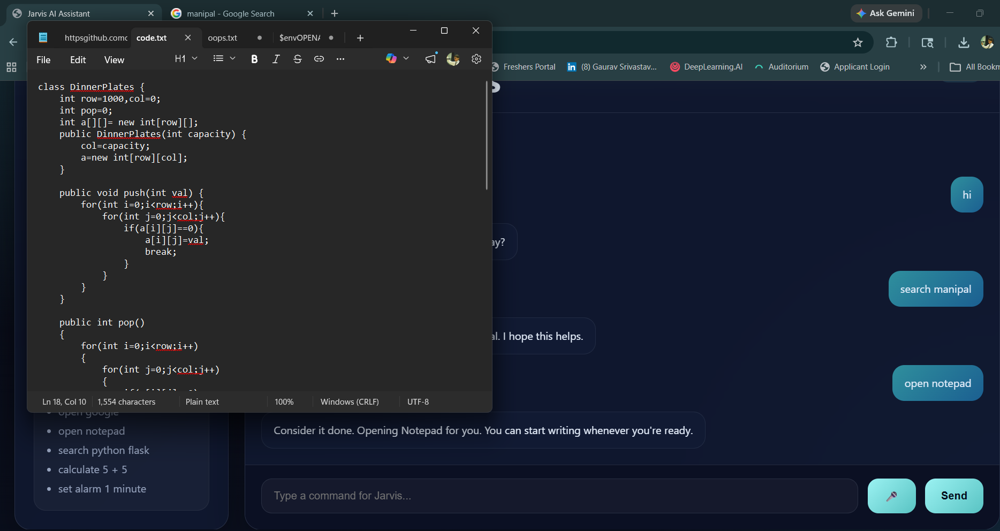 Jarvis AI Assistant
manipal - Google Search
Ask Gemini
httpsgithub.com
code.txt
oops.txt
$envOPENA
File Edit View H1 B I S
Freshers Portal
in (8) Gaurav Srivastav...
DeepLearning.AI
Auditorium
Applicant Login
»
All Bookm
class DinnerPlates {
    int row=1000,col=0;
    int pop=0;
    int a[][]= new int[row][];
    public DinnerPlates(int capacity) {
        col=capacity;
        a=new int[row][col];
    }
    public void push(int val) {
        for(int i=0;i<row;i++){
            for(int j=0;j<col;j++){
                if(a[i][j]==0){
                    a[i][j]=val;
                    break;
                }
            }
        }
    }
    public int pop()
    {
        for(int i=0;i<row;i++)
        {
            for(int j=0;j<col;j++)
            {
Ln 18, Col 10 1,554 characters Plain text 100% Windows (CRLF) UTF-8
hi
ay?
search manipal
al. I hope this helps.
open notepad
Consider it done. Opening Notepad for you. You can start writing whenever you're ready.
• open google
• open notepad
• search python flask
• calculate 5 + 5
• set alarm 1 minute
Type a command for Jarvis...
Send